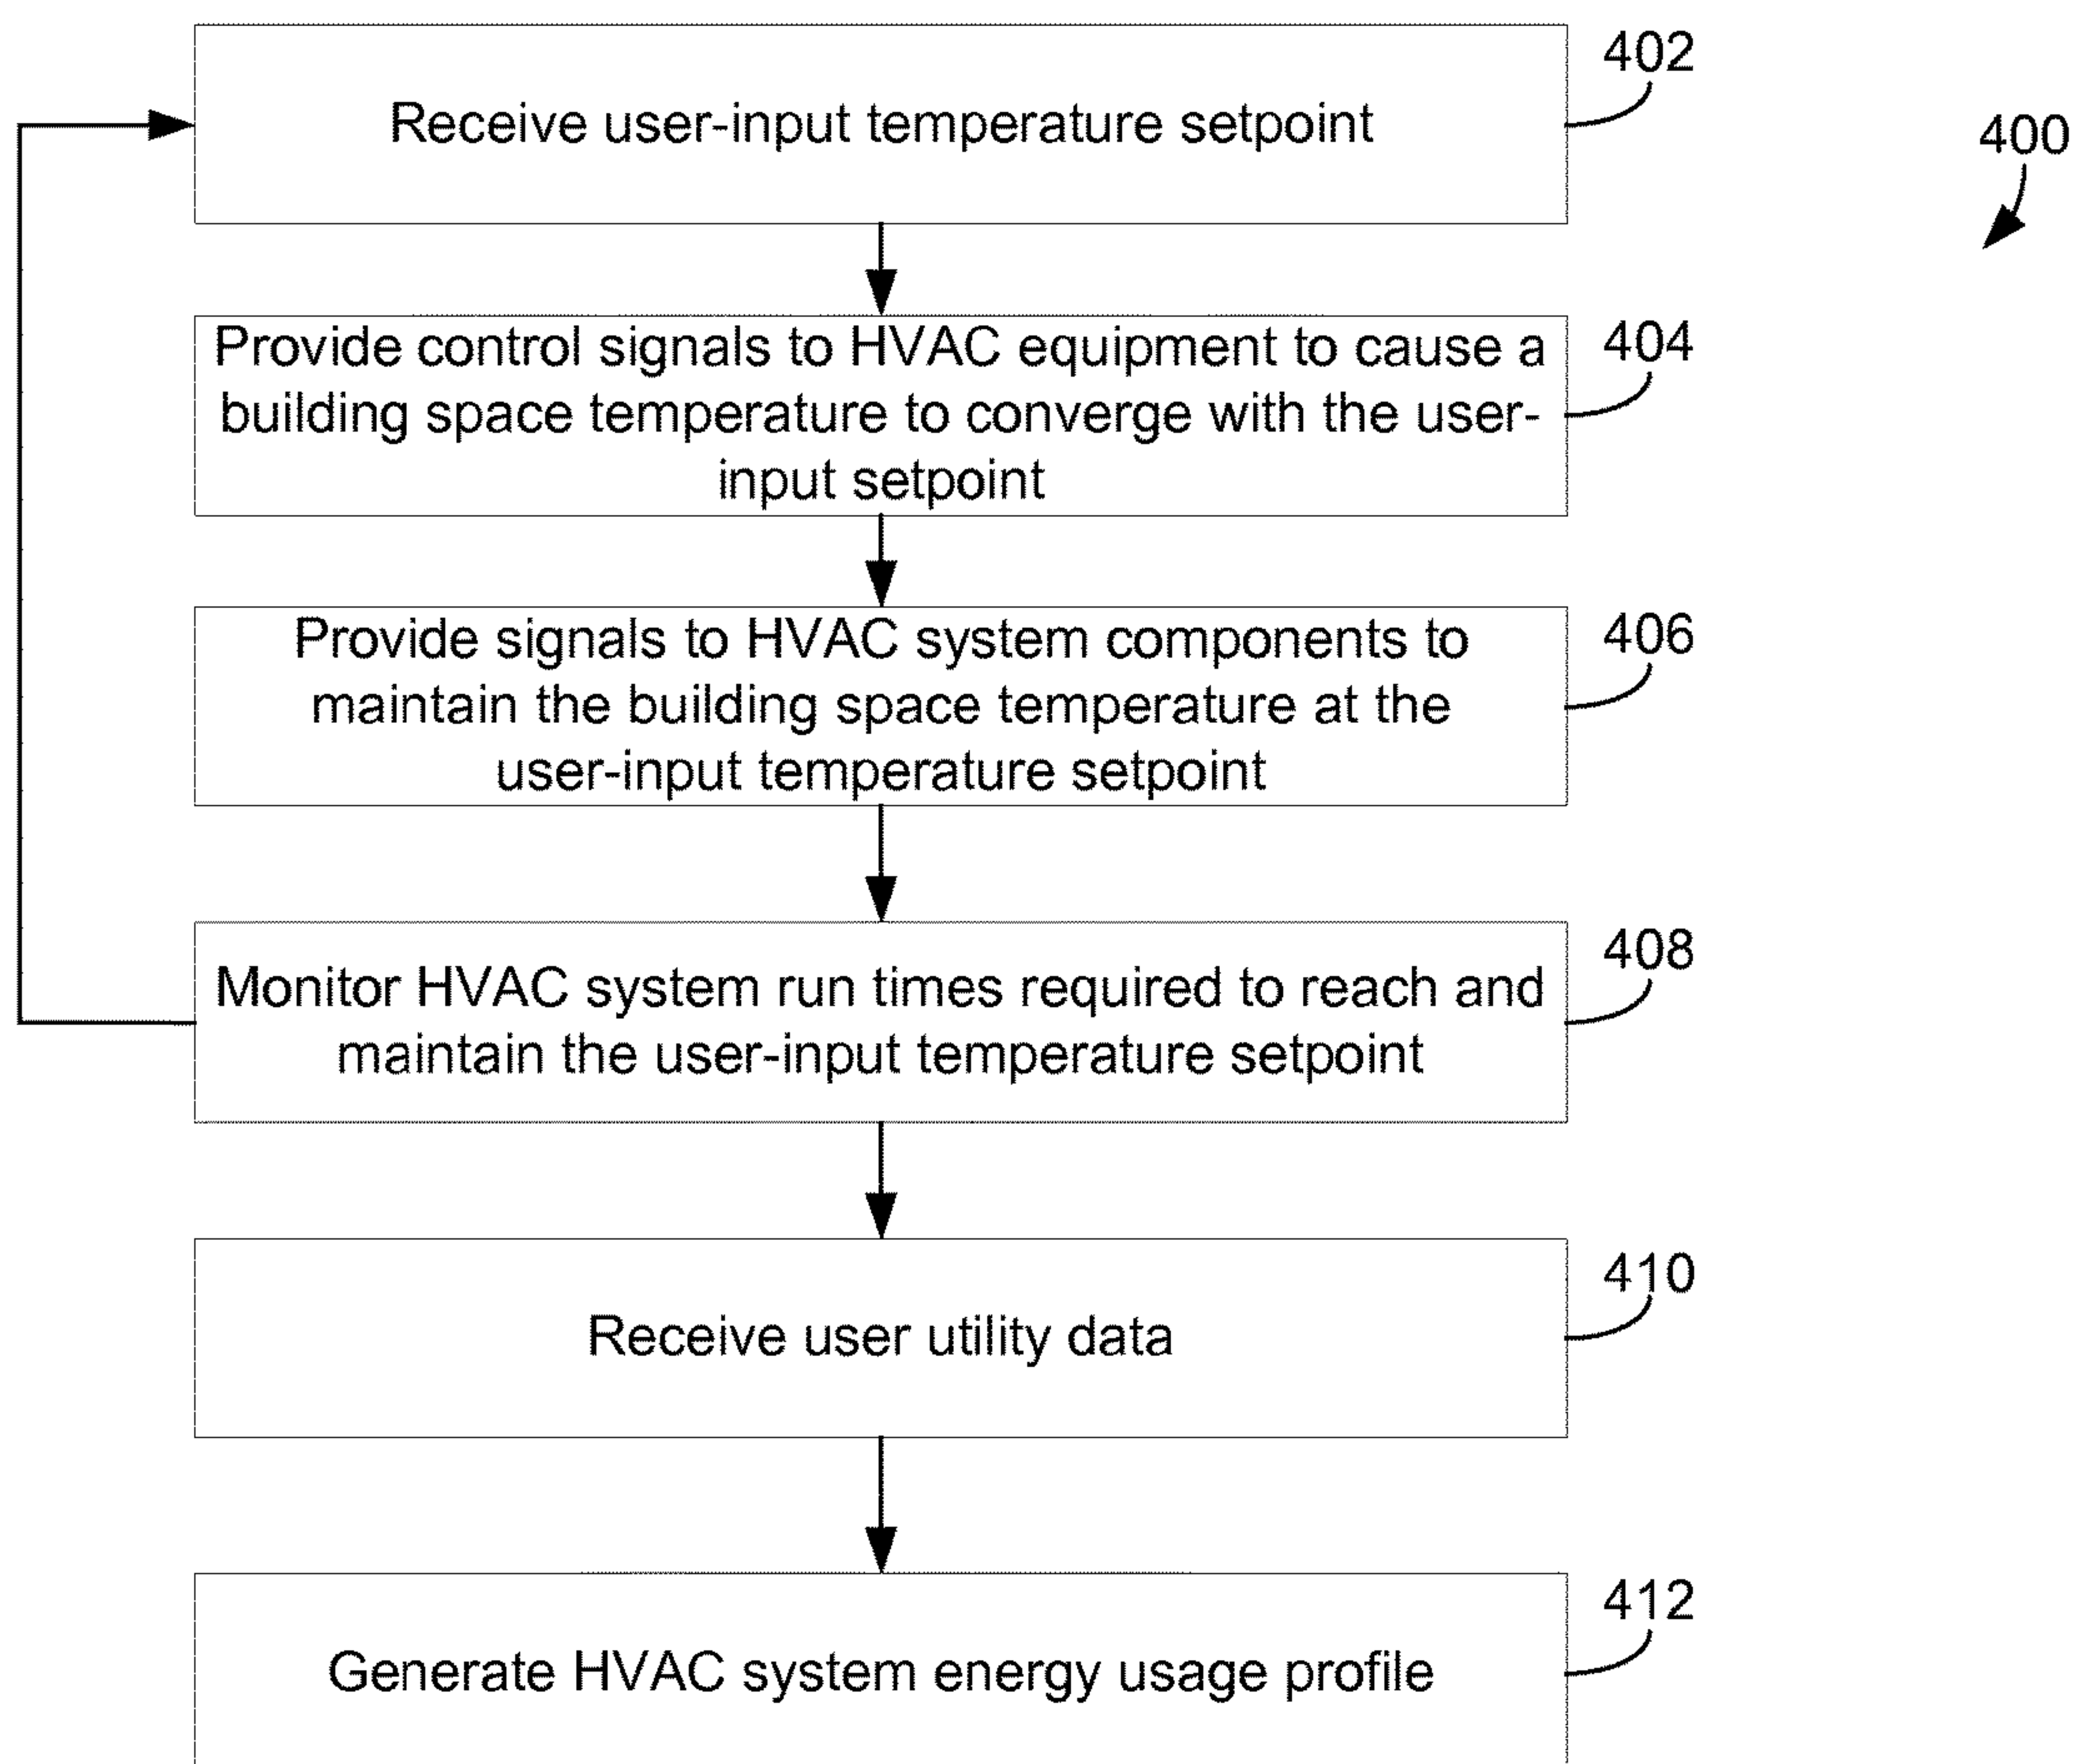 402
Receive user-input temperature setpoint
400
404
Provide control signals to HVAC equipment to cause a
building space temperature to converge with the user-
input setpoint
406
Provide signals to HVAC system components to
maintain the building space temperature at the
user-input temperature setpoint
408
Monitor HVAC system run times required to reach and
maintain the user-input temperature setpoint
410
Receive user utility data
412
Generate HVAC system energy usage profile